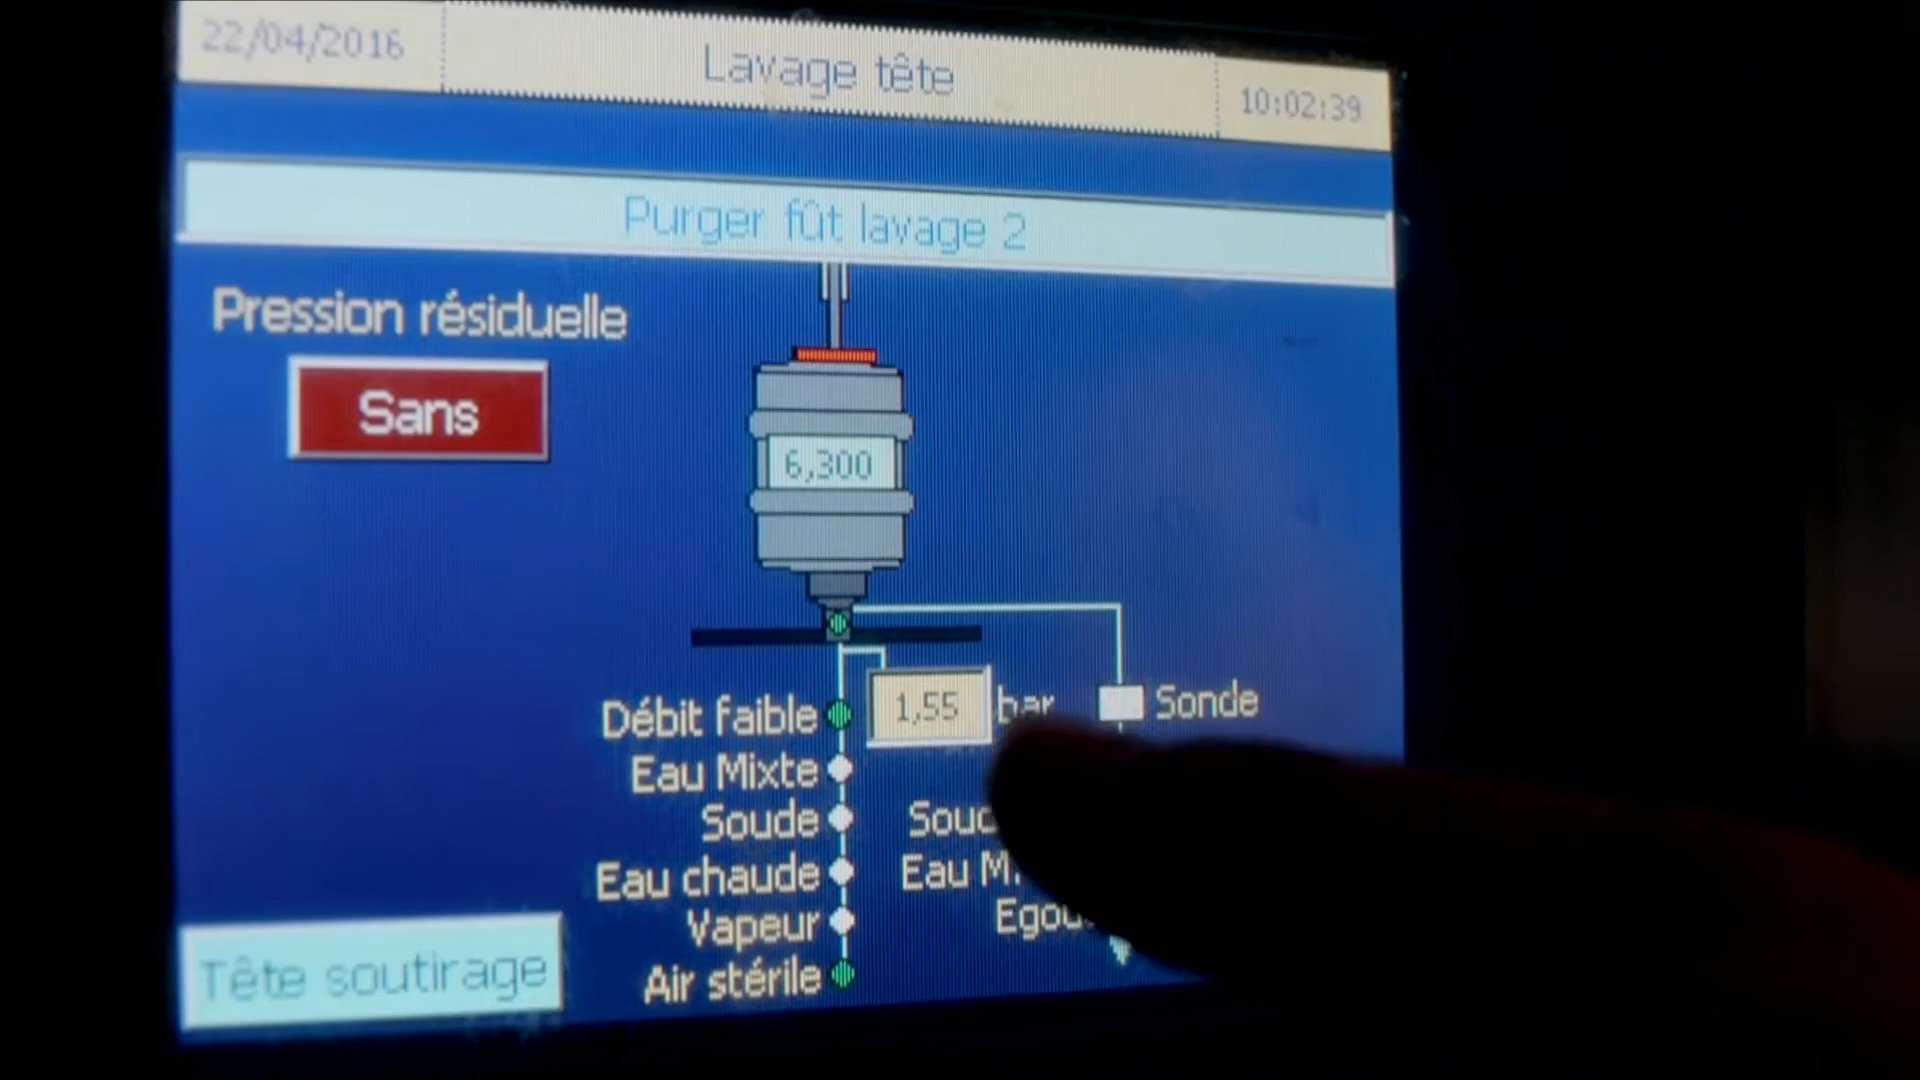 22/04/2016
Lavage tête
10:02:39
Purger fût lavage 2
Pression résiduelle
Sans
6,300
Débit faible
1,55
bar
Sonde
Eau Mixte
Soude
Eau chaude
Eau
Vapeur
Air stérile
Tête soutirage